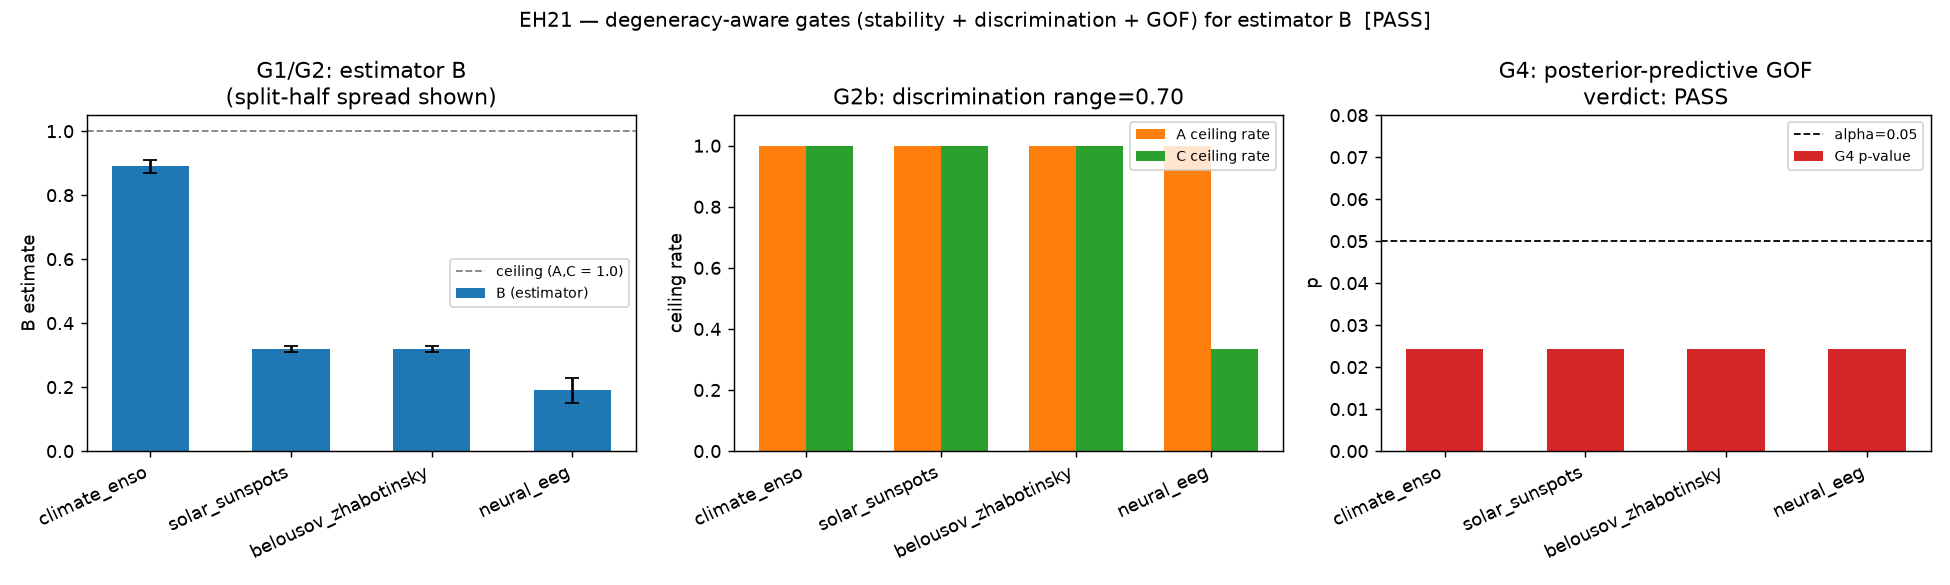 EH21 — degeneracy-aware gates (stability + discrimination + GOF) for estimator B  [PASS]
G1/G2: estimator B
(split-half spread shown)
B estimate
1.0
0.8
0.6
0.4
0.2
0.0
ceiling (A,C = 1.0)
B (estimator)
climate_enso
solar_sunspots
belousov_zhabotinsky
neural_eeg
G2b: discrimination range=0.70
ceiling rate
1.0
0.8
0.6
0.4
0.2
0.0
A ceiling rate
C ceiling rate
climate_enso
solar_sunspots
belousov_zhabotinsky
neural_eeg
G4: posterior-predictive GOF
verdict: PASS
p
0.08
0.07
0.06
0.05
0.04
0.03
0.02
0.01
0.00
alpha=0.05
G4 p-value
climate_enso
solar_sunspots
belousov_zhabotinsky
neural_eeg